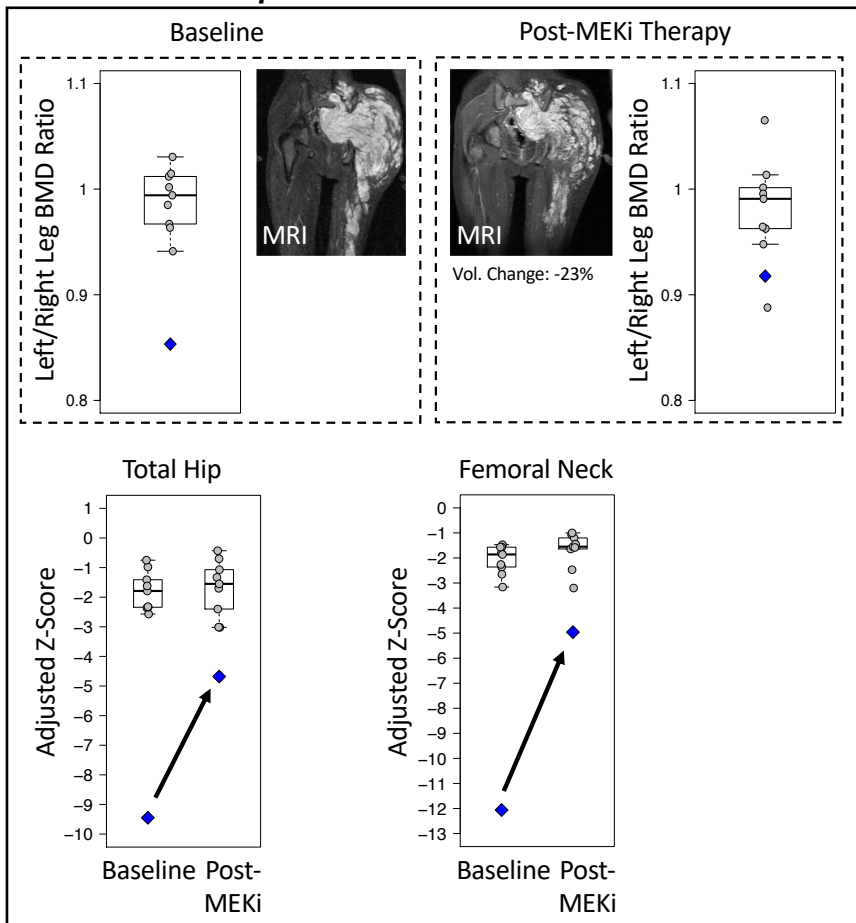 Baseline
Post-MEKi Therapy
Left/Right Leg BMD Ratio
1.1
1
0.9
0.8
MRI
MRI
Vol. Change: -23%
Left/Right Leg BMD Ratio
1.1
1
0.9
0.8
Total Hip
Adjusted Z-Score
1
0
−1
−2
−3
−4
−5
−6
−7
−8
−9
−10
Baseline Post-
MEKi
Femoral Neck
Adjusted Z-Score
0
−1
−2
−3
−4
−5
−6
−7
−8
−9
−10
−11
−12
−13
Baseline Post-
MEKi